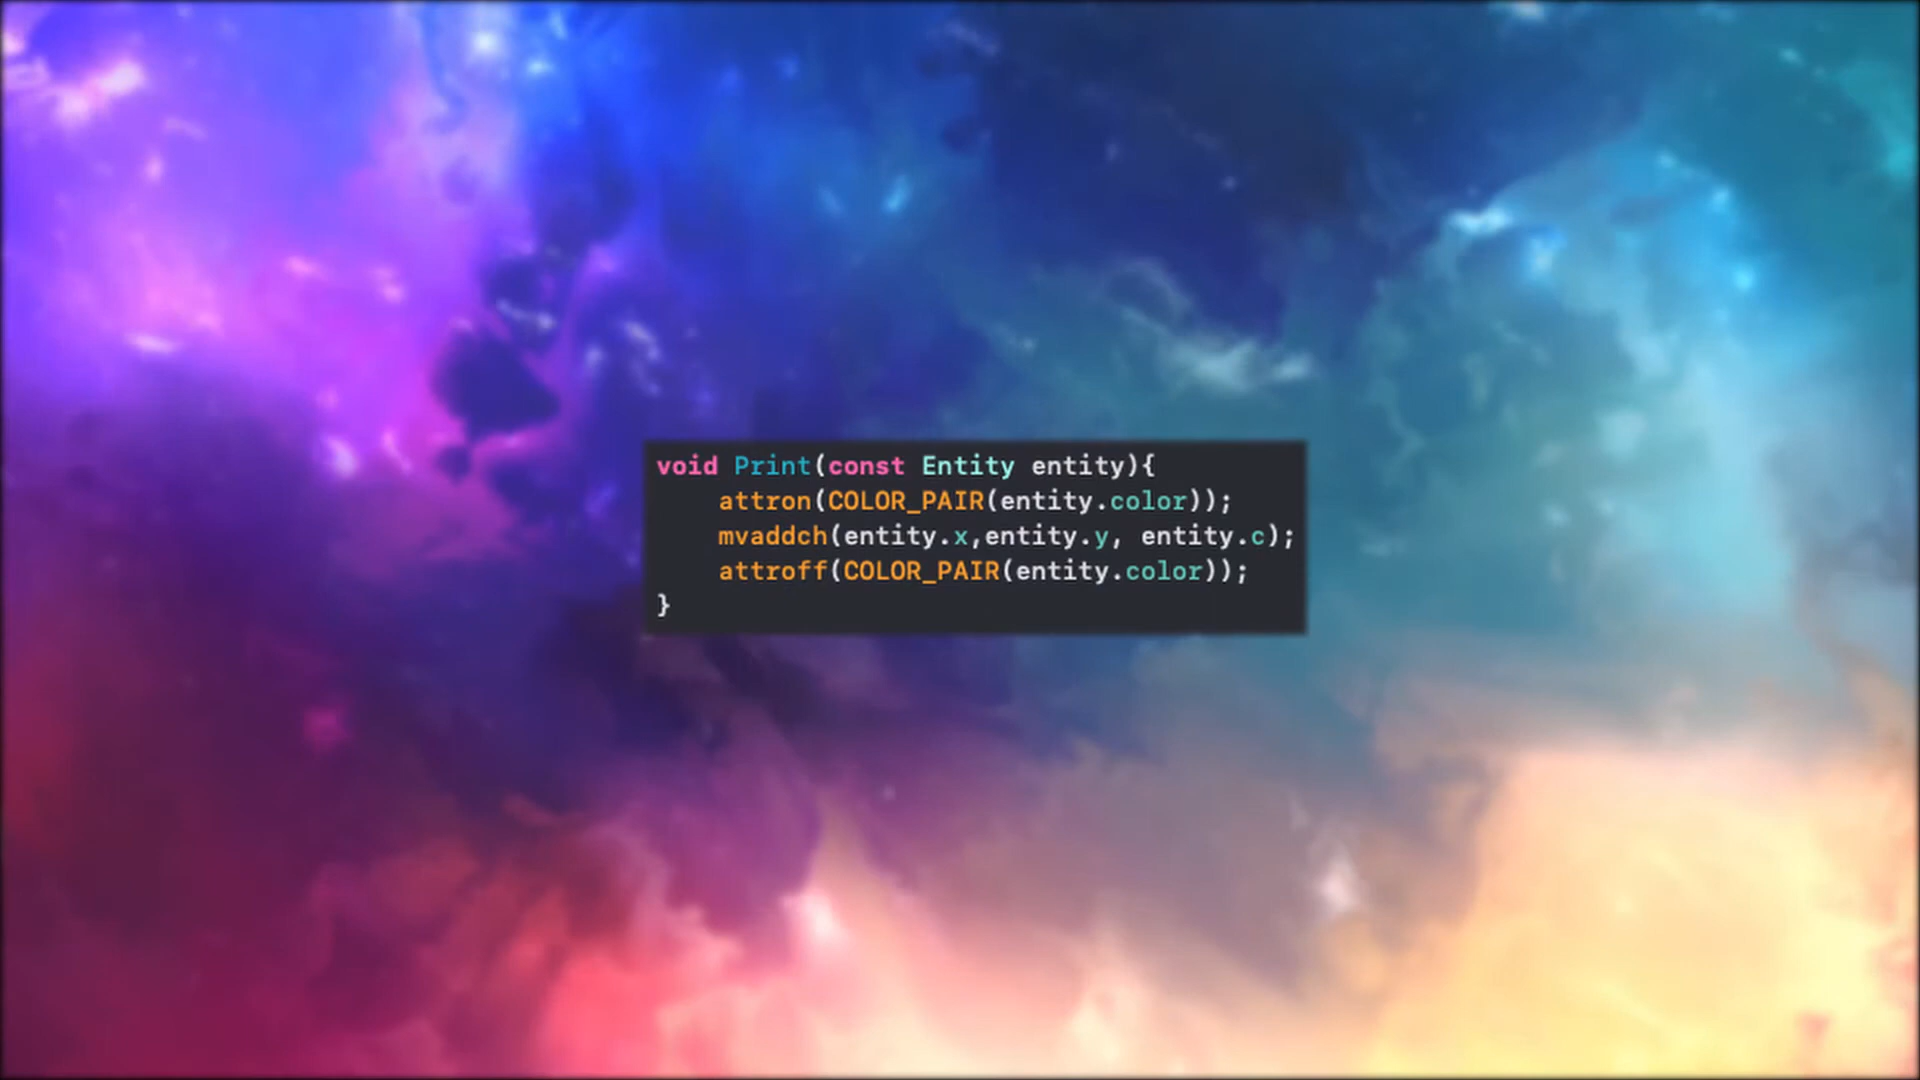 void Print(const Entity entity){
    attron(COLOR_PAIR(entity.color));
    mvaddch(entity.x,entity.y, entity.c);
    attroff(COLOR_PAIR(entity.color));
}